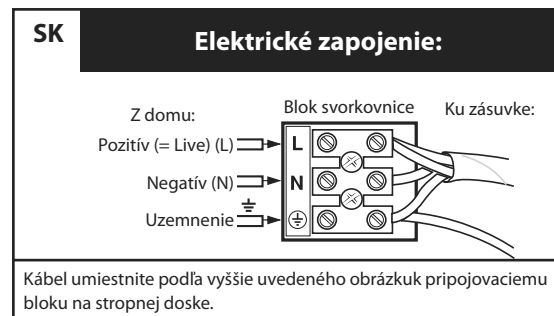 SK
Elektrické zapojenie:
Z domu:
Blok svorkovnice
Ku zásuvke:
Pozitív (= Live) (L)
L
Negatív (N)
N
Uzemnenie
Kábel umiestnite podľa vyššie uvedeného obrázkuk pripojovaciemu
bloku na stropnej doske.